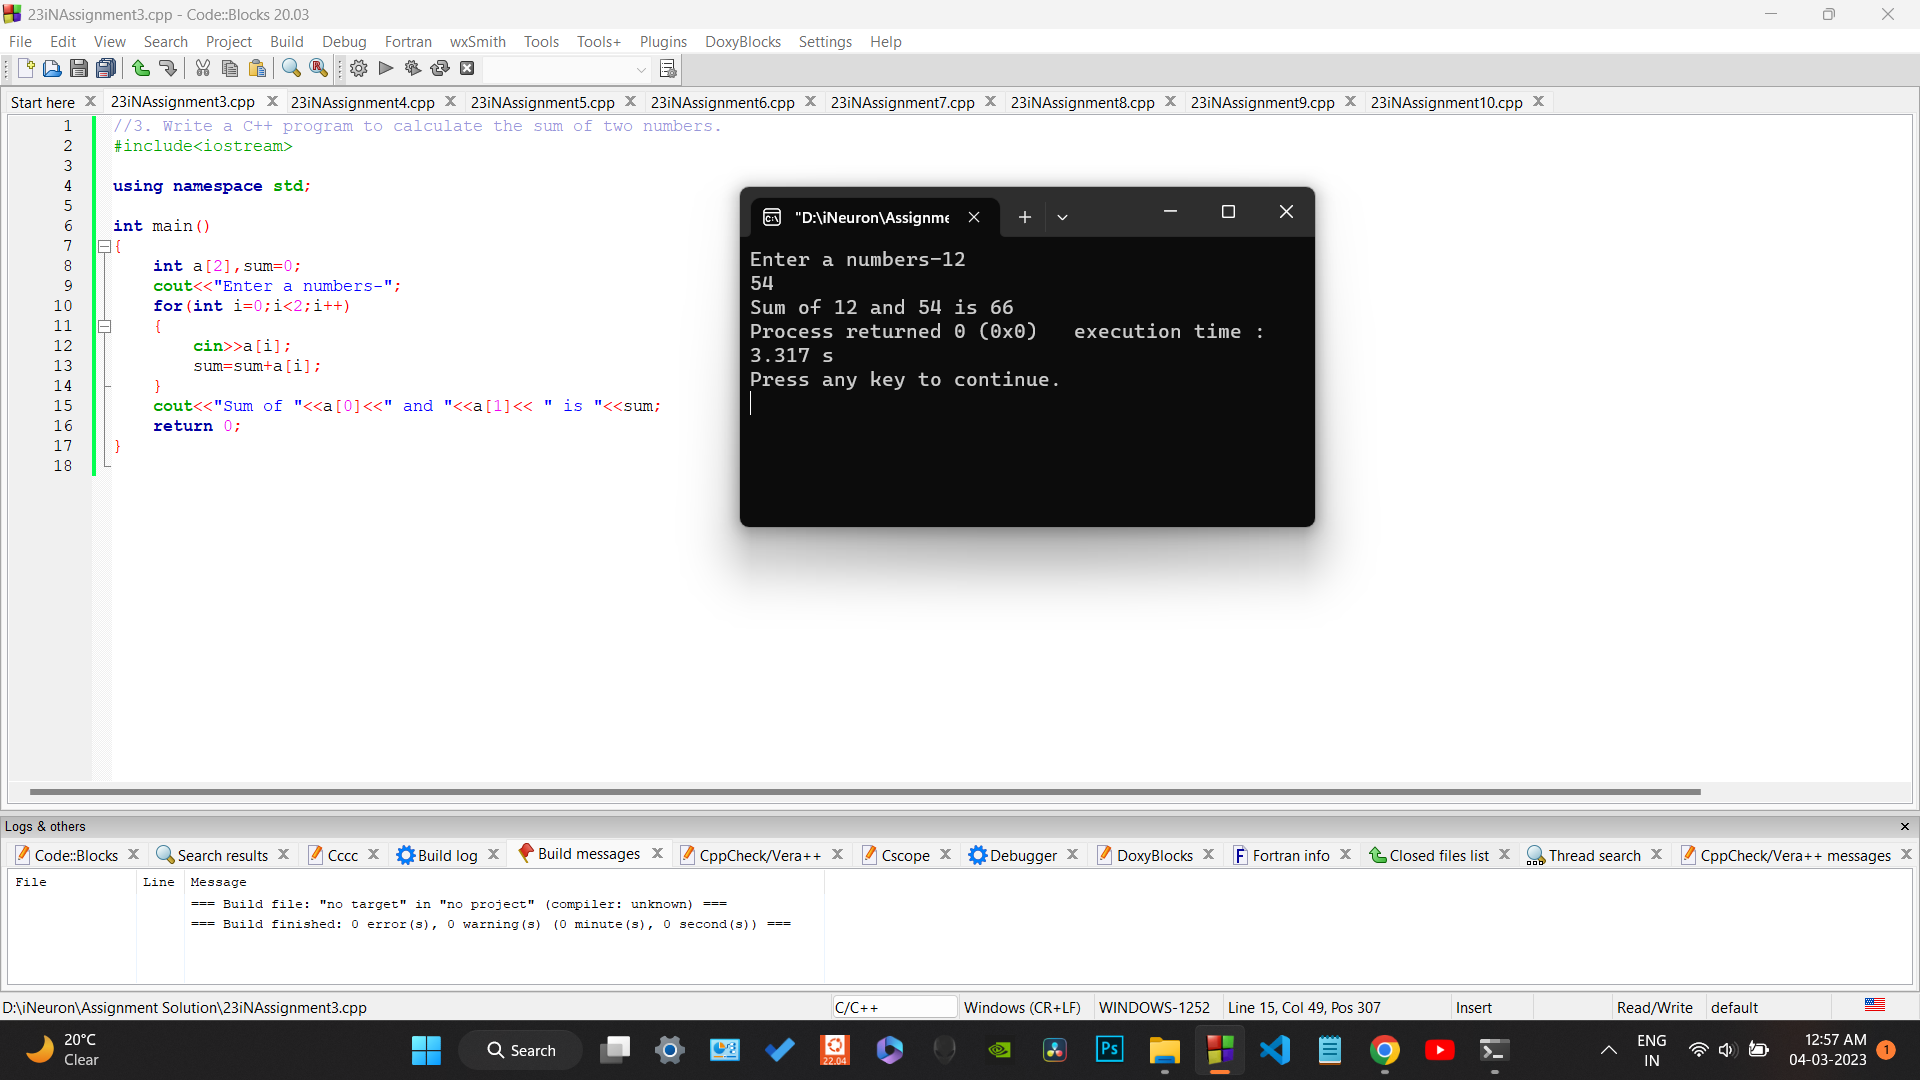 23iNAssignment3.cpp - Code::Blocks 20.03
File Edit View Search Project Build Debug Fortran wxSmith Tools Tools+ Plugins DoxyBlocks Settings Help
Start here 23iNAssignment3.cpp 23iNAssignment4.cpp 23iNAssignment5.cpp 23iNAssignment6.cpp 23iNAssignment7.cpp 23iNAssignment8.cpp 23iNAssignment9.cpp 23iNAssignment10.cpp
1 //3. Write a C++ program to calculate the sum of two numbers.
2 #include<iostream>
3
4 using namespace std;
5
6 int main()
7 {
8 int a[2],sum=0;
9 cout<<"Enter a numbers-";
10 for(int i=0;i<2;i++)
11 {
12 cin>>a[i];
13 sum=sum+a[i];
14 }
15 cout<<"Sum of "<<a[0]<<" and "<<a[1]<< " is "<<sum;
16 return 0;
17 }
18
"D:\iNeuron\Assignme
Enter a numbers-12
54
Sum of 12 and 54 is 66
Process returned 0 (0x0)   execution time :
3.317 s
Press any key to continue.
Logs & others
Code::Blocks Search results Cccc Build log Build messages CppCheck/Vera++ Cscope Debugger DoxyBlocks Fortran info Closed files list Thread search CppCheck/Vera++ messages
File Line Message
=== Build file: "no target" in "no project" (compiler: unknown) ===
=== Build finished: 0 error(s), 0 warning(s) (0 minute(s), 0 second(s)) ===
D:\iNeuron\Assignment Solution\23iNAssignment3.cpp C/C++ Windows (CR+LF) WINDOWS-1252 Line 15, Col 49, Pos 307 Insert Read/Write default
20°C
Clear
Search
22.04
Ps
ENG
IN
12:57 AM
04-03-2023
1